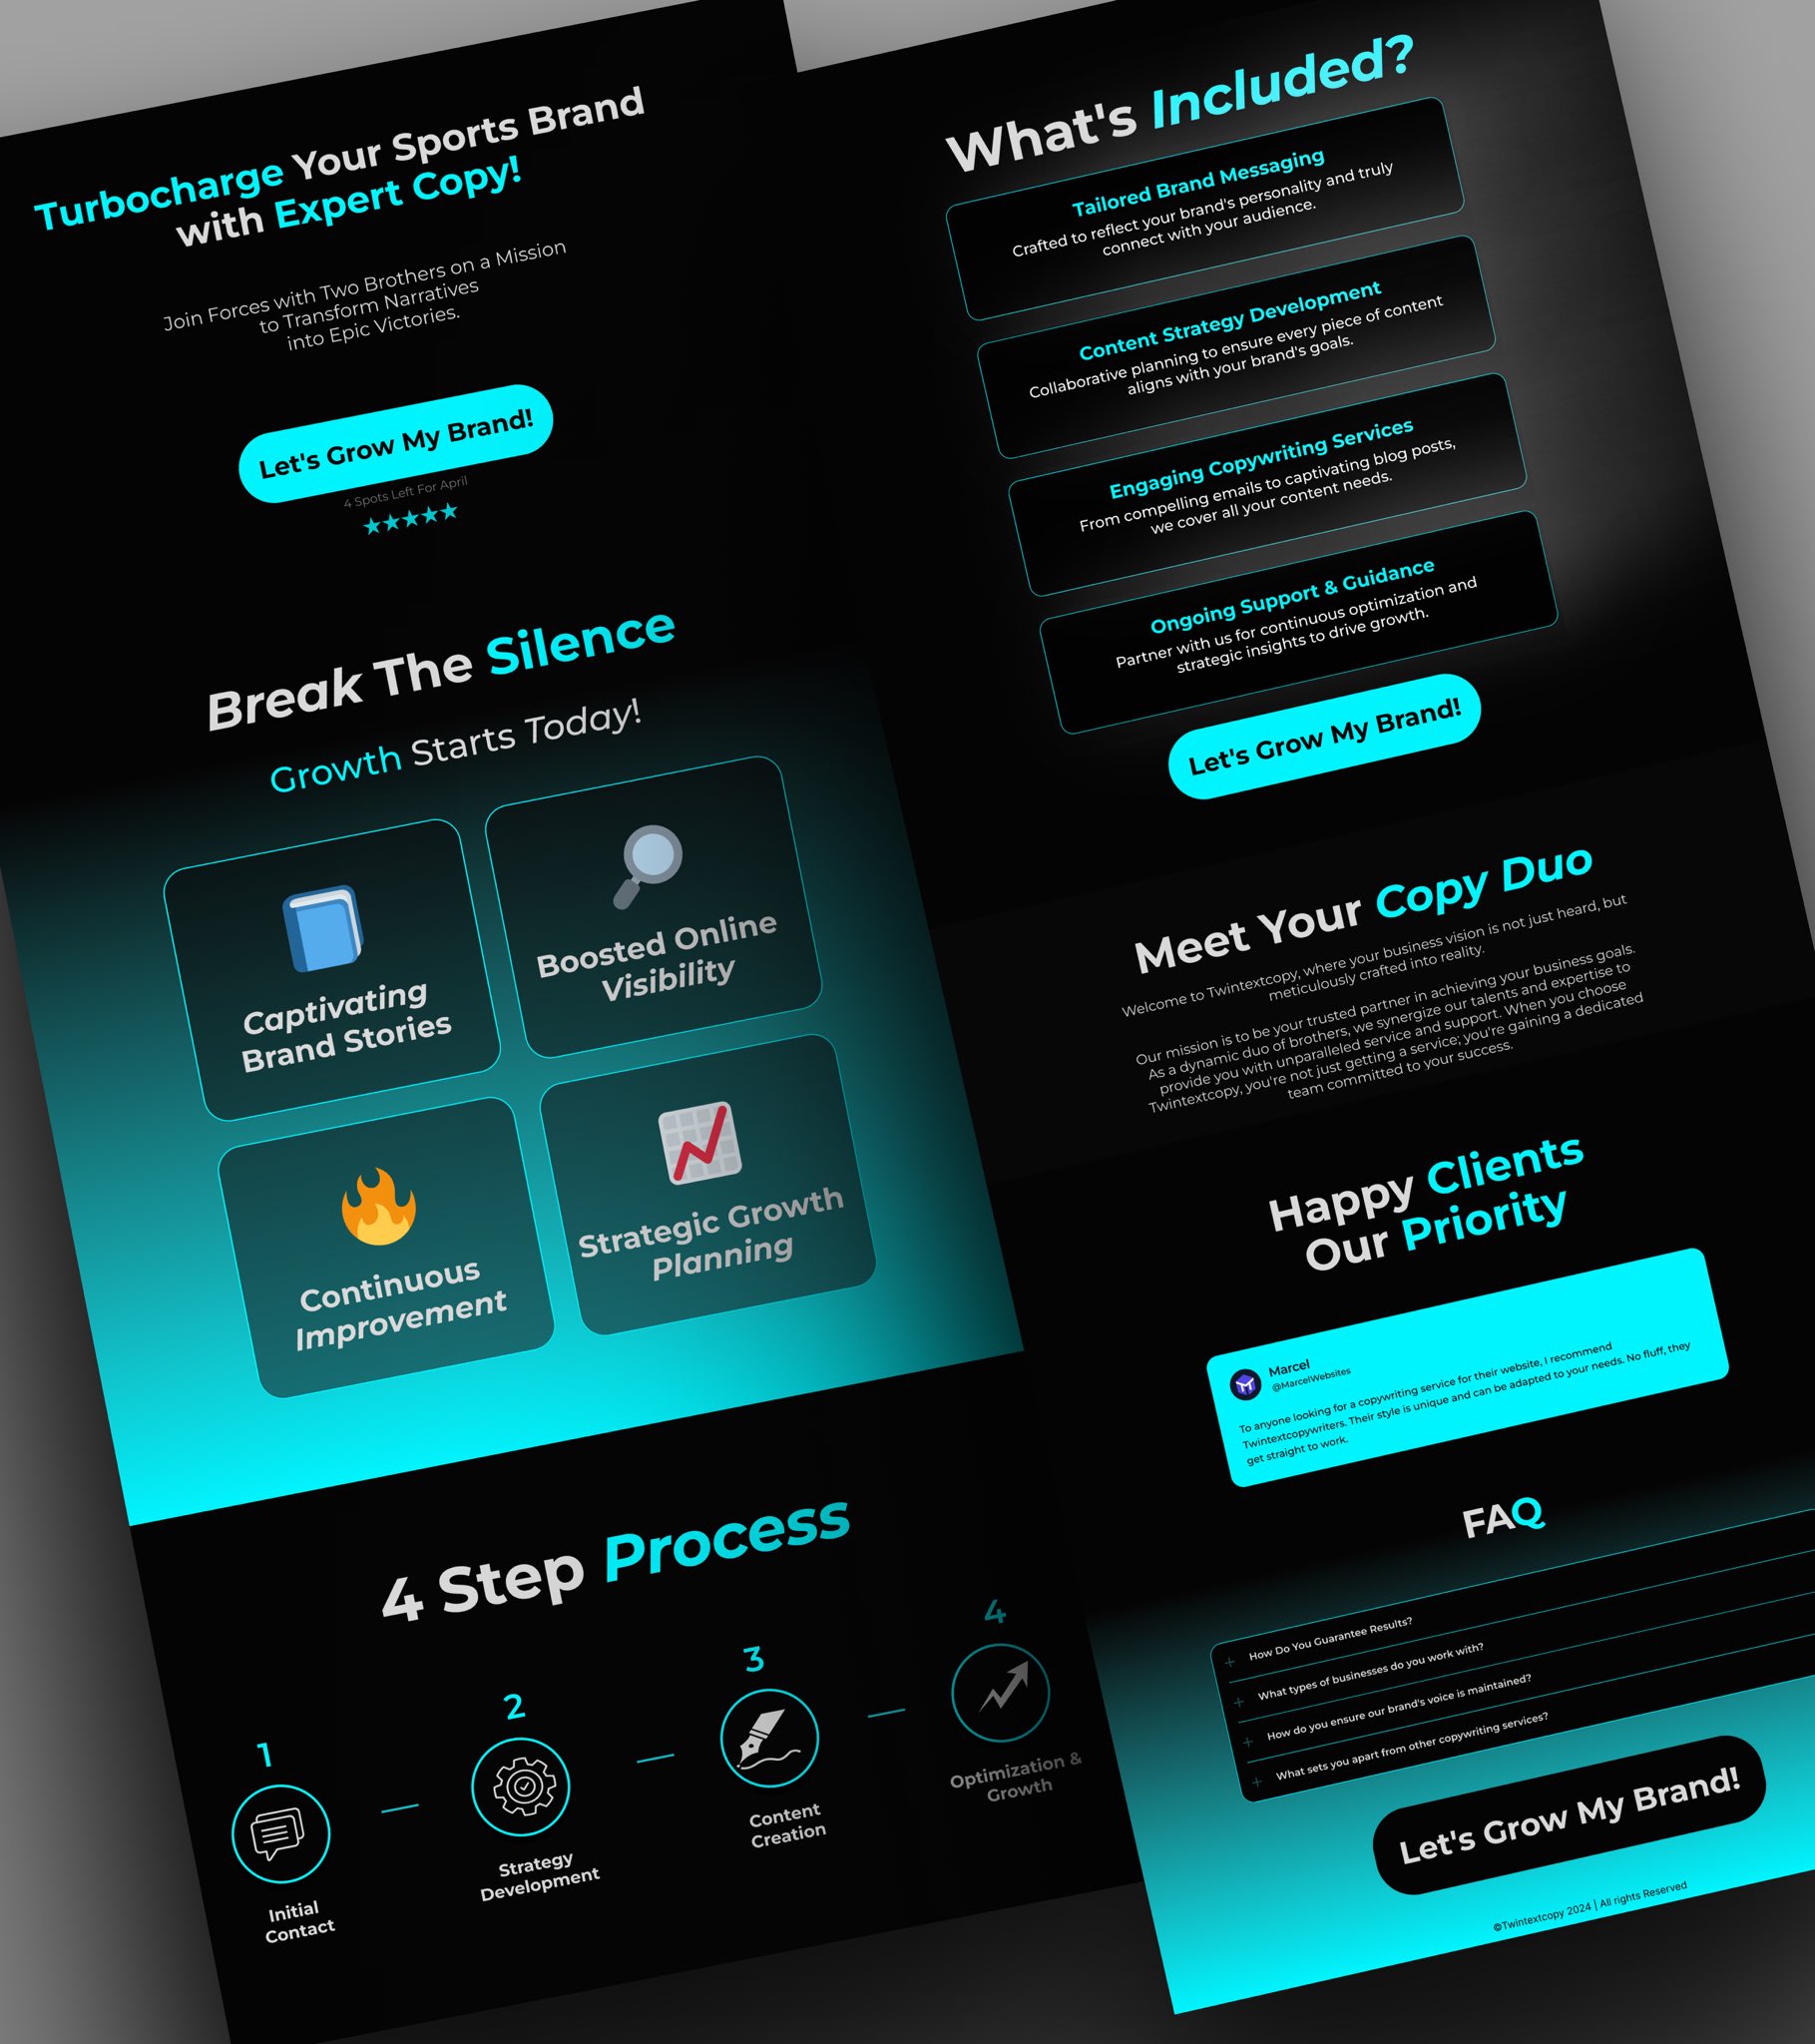 Turbocharge Your Sports Brand
with Expert Copy!
Join Forces with Two Brothers on a Mission
to Transform Narratives
into Epic Victories.
Let's Grow My Brand!
4 Spots Left For April
Break The Silence
Growth Starts Today!
Captivating
Brand Stories
Boosted Online
Visibility
Continuous
Improvement
Strategic Growth
Planning
4 Step Process
1
Initial
Contact
2
Strategy
Development
3
Content
Creation
4
Optimization &
Growth
What's Included?
Tailored Brand Messaging
Crafted to reflect your brand's personality and truly
connect with your audience.
Content Strategy Development
Collaborative planning to ensure every piece of content
aligns with your brand's goals.
Engaging Copywriting Services
From compelling emails to captivating blog posts,
we cover all your content needs.
Ongoing Support & Guidance
Partner with us for continuous optimization and
strategic insights to drive growth.
Let's Grow My Brand!
Meet Your Copy Duo
Welcome to Twintextcopy, where your business vision is not just heard, but
meticulously crafted into reality.
Our mission is to be your trusted partner in achieving your business goals.
As a dynamic duo of brothers, we synergize our talents and expertise to
provide you with unparalleled service and support. When you choose
Twintextcopy, you're not just getting a service; you're gaining a dedicated
team committed to your success.
Happy Clients
Our Priority
Marcel
@MarcelWebsites
To anyone looking for a copywriting service for their website, I recommend
Twintextcopywriters. Their style is unique and can be adapted to your needs. No fluff, they
get straight to work.
FAQ
+ How Do You Guarantee Results?
+ What types of businesses do you work with?
+ How do you ensure our brand's voice is maintained?
+ What sets you apart from other copywriting services?
Let's Grow My Brand!
©Twintextcopy 2024 | All rights Reserved